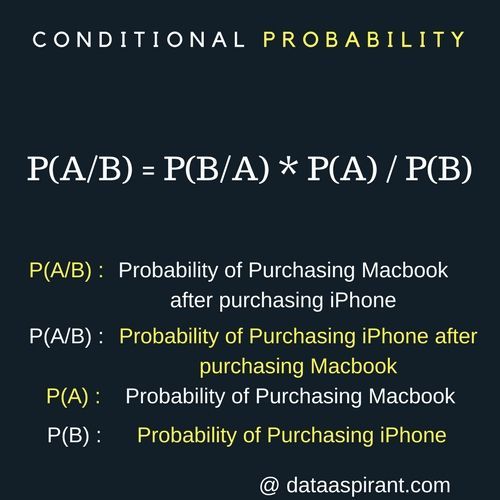 CONDITIONAL PROBABILITY
P(A/B) = P(B/A) * P(A) / P(B)
P(A/B) : Probability of Purchasing Macbook
after purchasing iPhone
P(A/B) : Probability of Purchasing iPhone after
purchasing Macbook
P(A) : Probability of Purchasing Macbook
P(B) : Probability of Purchasing iPhone
@ dataaspirant.com